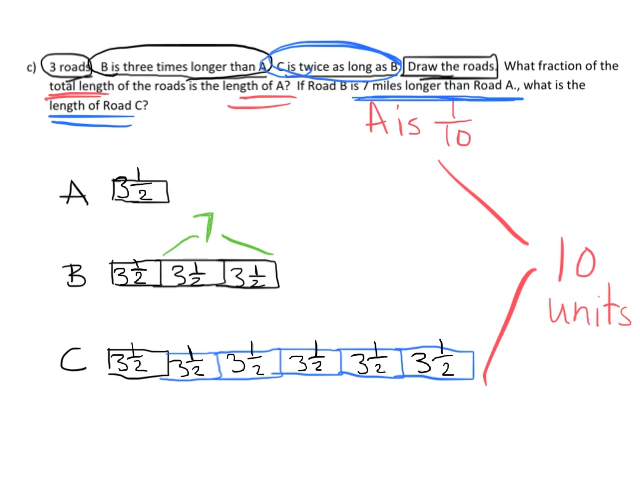 c) 3 roads. B is three times longer than A. C is twice as long as B. Draw the roads. What fraction of the
total length of the roads is the length of A? If Road B is 7 miles longer than Road A., what is the
length of Road C?
A is 1/10
A 3 1/2
7
B 3 1/2 3 1/2 3 1/2
10
units
C 3 1/2 3 1/2 3 1/2 3 1/2 3 1/2 3 1/2